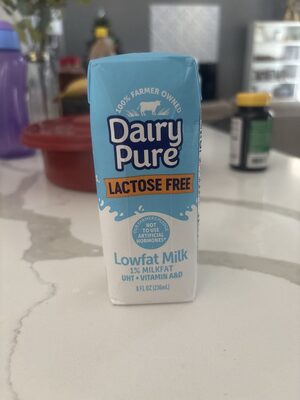 100% FARMER OWNED
Dairy
Pure
LACTOSE FREE
NOT
TO USE
ARTIFICIAL
HORMONES*
Lowfat Milk
1% MILKFAT
UHT • VITAMIN A&D
8 FL OZ (236mL)